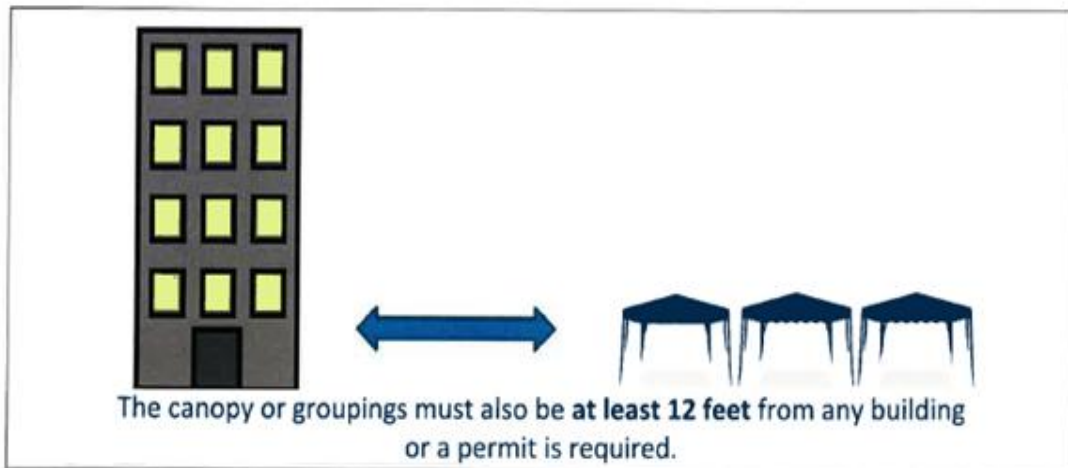 The canopy or groupings must also be at least 12 feet from any building
or a permit is required.